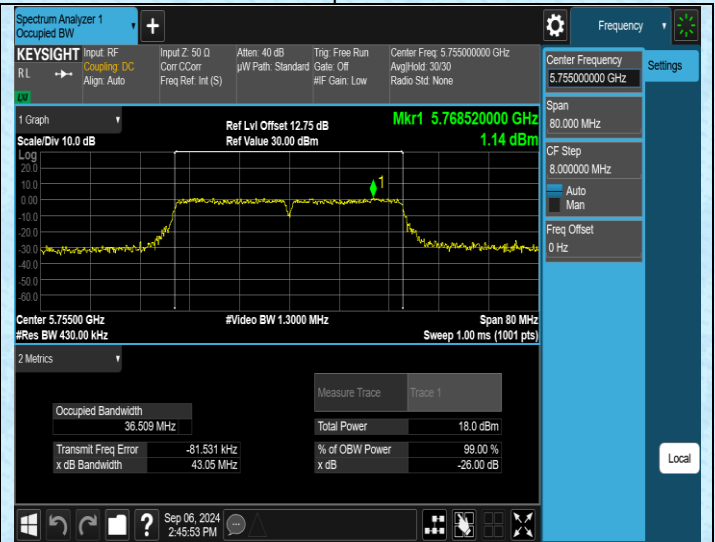 Spectrum Analyzer 1
Occupied BW
+
Frequency
KEYSIGHT
RL
LXI
Input: RF
Coupling: DC
Align: Auto
Input Z: 50 Ω
Corr CCorr
Freq Ref: Int (S)
Atten: 40 dB
µW Path: Standard
Trig: Free Run
Gate: Off
#IF Gain: Low
Center Freq: 5.755000000 GHz
Avg|Hold: 30/30
Radio Std: None
Center Frequency
5.755000000 GHz
Settings
Span
80.000 MHz
CF Step
8.000000 MHz
Auto
Man
Freq Offset
0 Hz
Local
1 Graph
Scale/Div 10.0 dB
Ref Lvl Offset 12.75 dB
Ref Value 30.00 dBm
Mkr1 5.768520000 GHz
1.14 dBm
Log
20.0
10.0
0.00
-10.0
-20.0
-30.0
-40.0
-50.0
-60.0
1
Center 5.75500 GHz
#Res BW 430.00 kHz
#Video BW 1.3000 MHz
Span 80 MHz
Sweep 1.00 ms (1001 pts)
2 Metrics
Measure Trace
Trace 1
Occupied Bandwidth
36.509 MHz
Total Power
18.0 dBm
Transmit Freq Error
-81.531 kHz
% of OBW Power
99.00 %
x dB Bandwidth
43.05 MHz
x dB
-26.00 dB
?
Sep 06, 2024
2:45:53 PM